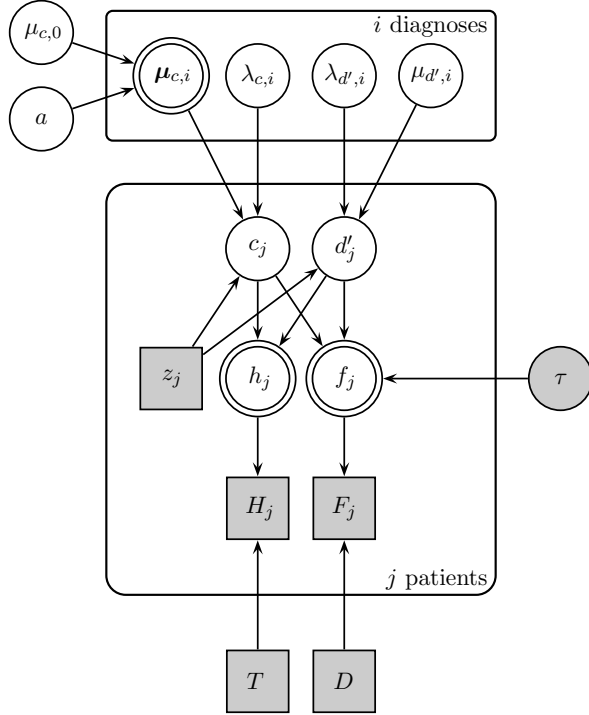 μ_{c,0}
i diagnoses
μ_{c,i}
λ_{c,i}
λ_{d',i}
μ_{d',i}
a
c_j
d'_j
z_j
h_j
f_j
τ
H_j
F_j
j patients
T
D